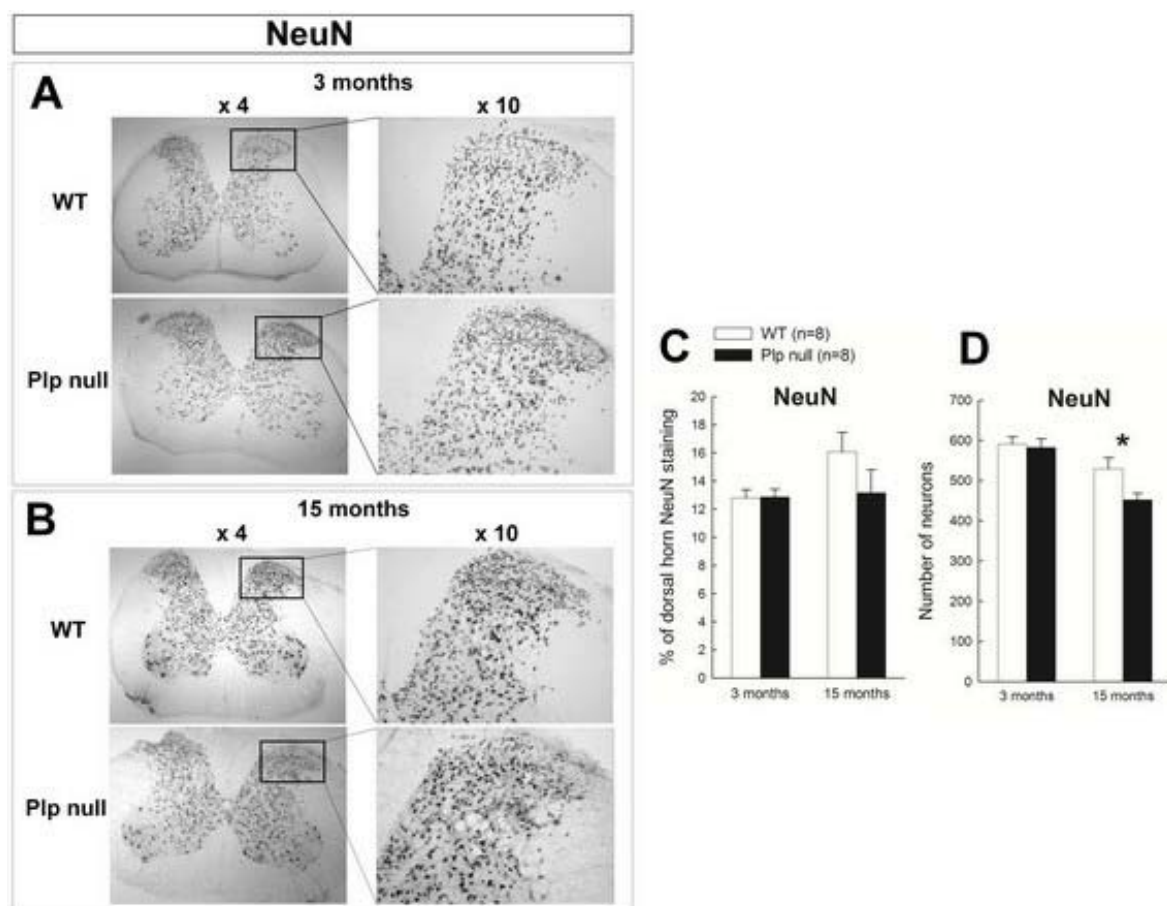 NeuN
A
3 months
x 4
x 10
WT
Plp null
B
15 months
x 4
x 10
WT
Plp null
C
WT (n=8)
Plp null (n=8)
D
NeuN
% of dorsal horn NeuN staining
20
18
16
14
12
10
8
6
4
2
0
3 months
15 months
NeuN
*
Number of neurons
700
600
500
400
300
200
100
0
3 months
15 months